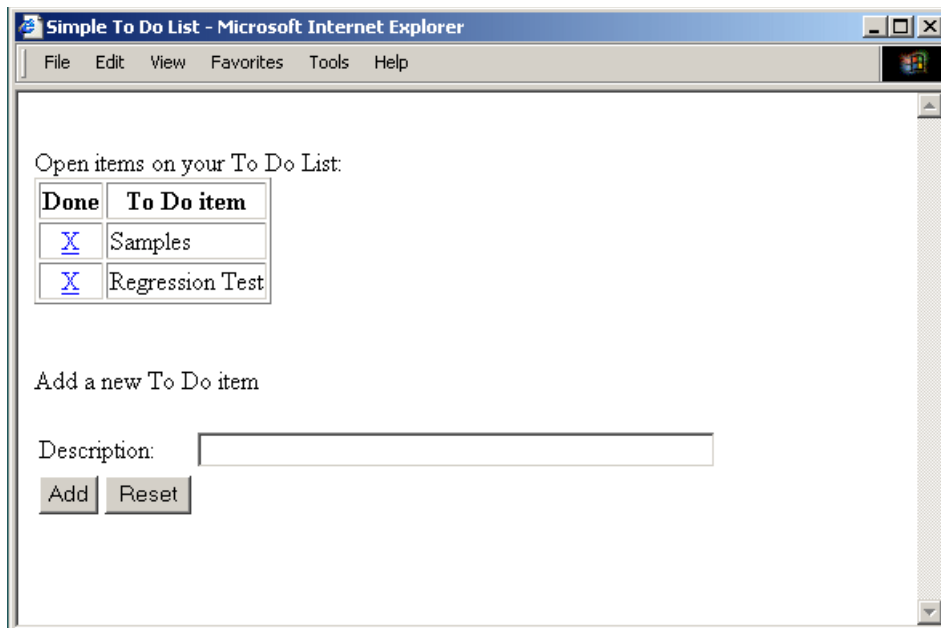 Simple To Do List - Microsoft Internet Explorer
File Edit View Favorites Tools Help
Open items on your To Do List:
Done To Do item
X Samples
X Regression Test
Add a new To Do item
Description:
Add Reset